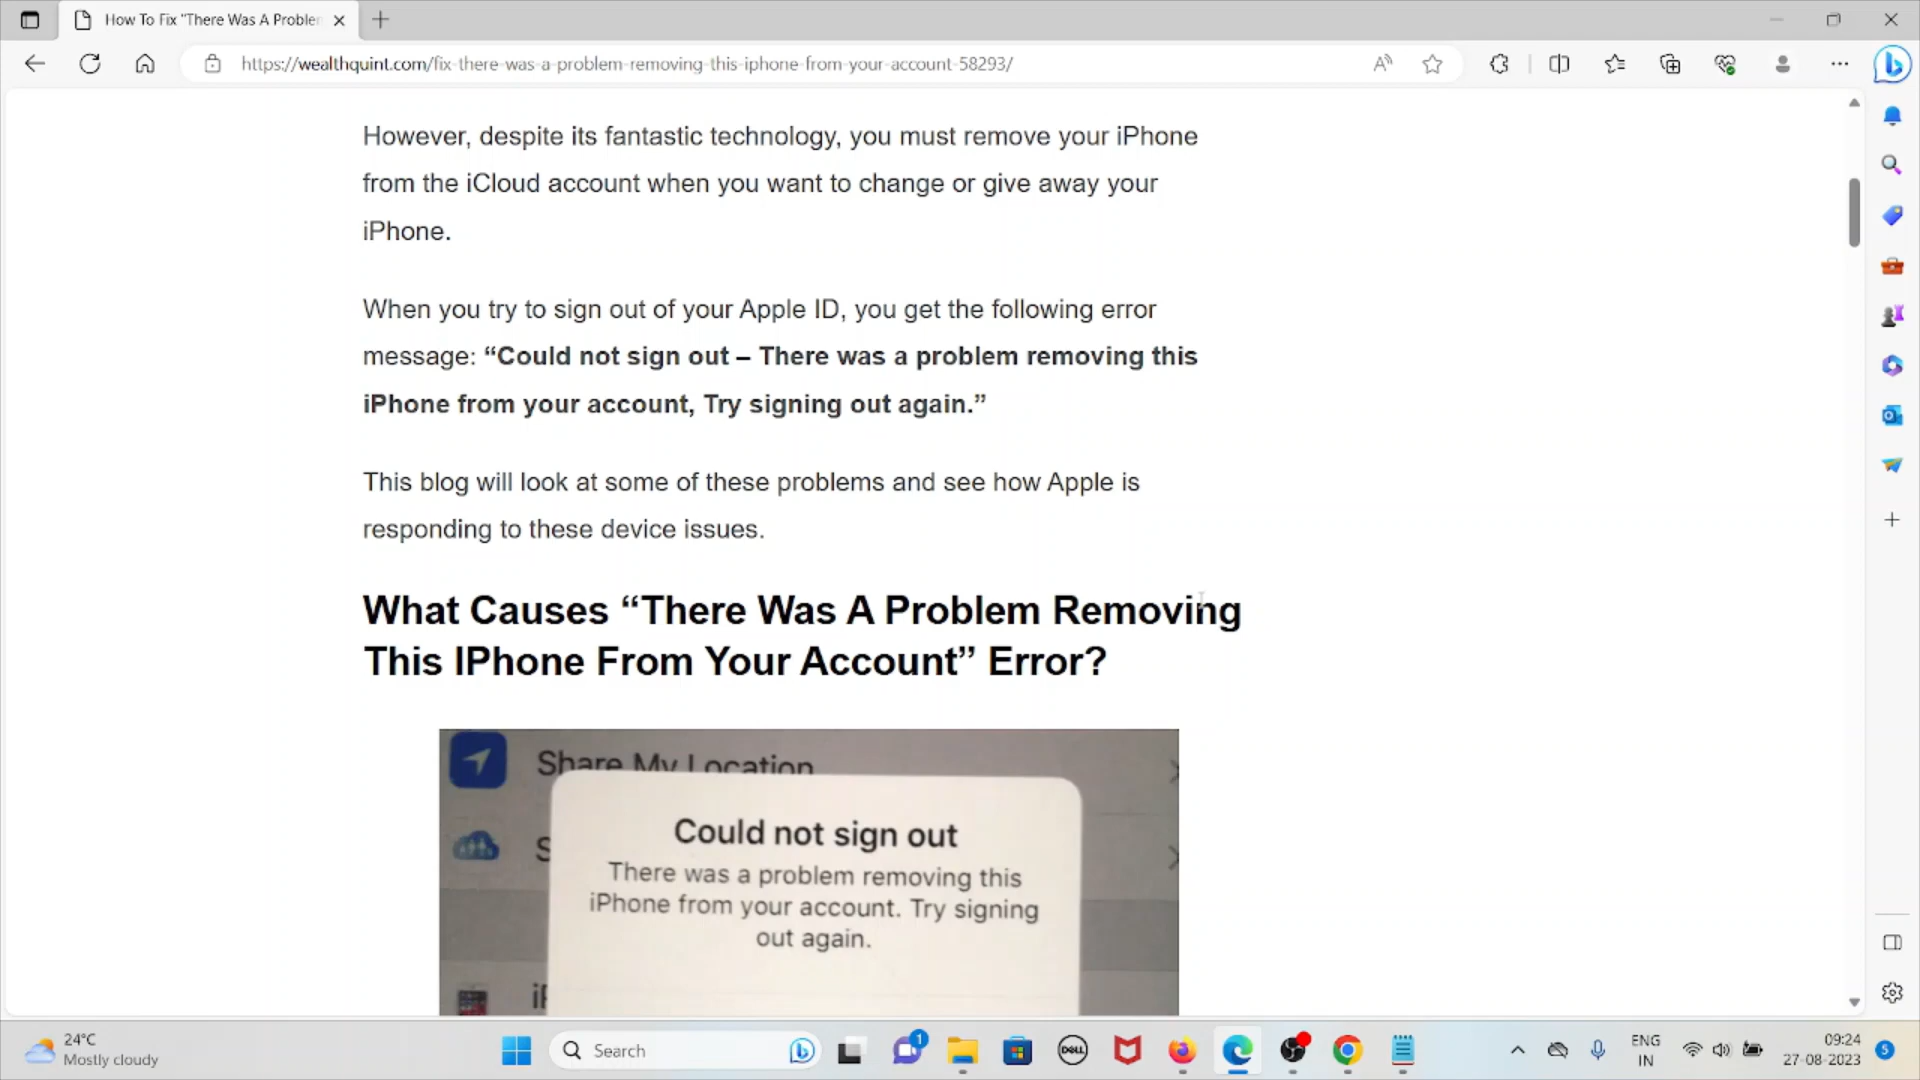 How To Fix "There Was A Probler
https://wealthquint.com/fix-there-was-a-problem-removing-this-iphone-from-your-account-58293/
However, despite its fantastic technology, you must remove your iPhone
from the iCloud account when you want to change or give away your
iPhone.
When you try to sign out of your Apple ID, you get the following error
message: “Could not sign out – There was a problem removing this
iPhone from your account, Try signing out again.”
This blog will look at some of these problems and see how Apple is
responding to these device issues.
What Causes “There Was A Problem Removing
This IPhone From Your Account” Error?
Share My Location
Could not sign out
There was a problem removing this
iPhone from your account. Try signing
out again.
24°C
Mostly cloudy
Search
1
DELL
ENG
IN
09:24
27-08-2023
5